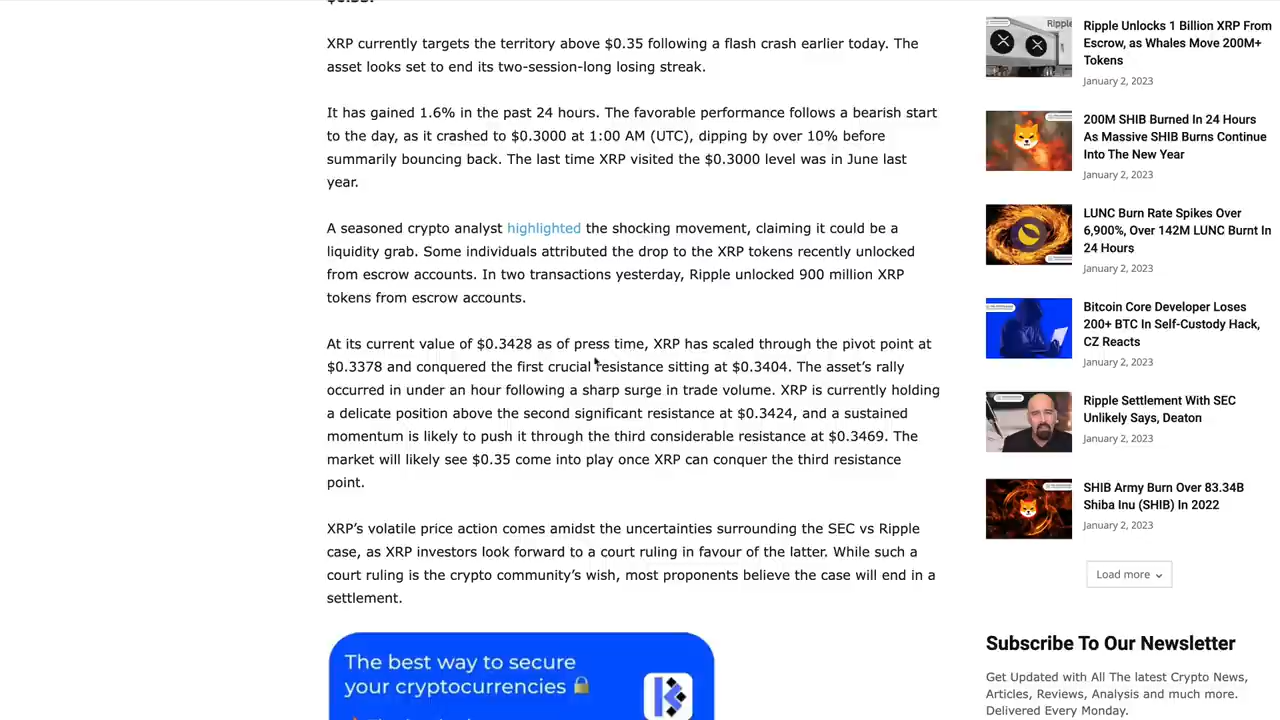 XRP currently targets the territory above $0.35 following a flash crash earlier today. The
asset looks set to end its two-session-long losing streak.
It has gained 1.6% in the past 24 hours. The favorable performance follows a bearish start
to the day, as it crashed to $0.3000 at 1:00 AM (UTC), dipping by over 10% before
summarily bouncing back. The last time XRP visited the $0.3000 level was in June last
year.
A seasoned crypto analyst highlighted the shocking movement, claiming it could be a
liquidity grab. Some individuals attributed the drop to the XRP tokens recently unlocked
from escrow accounts. In two transactions yesterday, Ripple unlocked 900 million XRP
tokens from escrow accounts.
At its current value of $0.3428 as of press time, XRP has scaled through the pivot point at
$0.3378 and conquered the first crucial resistance sitting at $0.3404. The asset’s rally
occurred in under an hour following a sharp surge in trade volume. XRP is currently holding
a delicate position above the second significant resistance at $0.3424, and a sustained
momentum is likely to push it through the third considerable resistance at $0.3469. The
market will likely see $0.35 come into play once XRP can conquer the third resistance
point.
XRP’s volatile price action comes amidst the uncertainties surrounding the SEC vs Ripple
case, as XRP investors look forward to a court ruling in favour of the latter. While such a
court ruling is the crypto community’s wish, most proponents believe the case will end in a
settlement.
The best way to secure
your cryptocurrencies
Ripple
Ripple Unlocks 1 Billion XRP From
Escrow, as Whales Move 200M+
Tokens
January 2, 2023
200M SHIB Burned In 24 Hours
As Massive SHIB Burns Continue
Into The New Year
January 2, 2023
LUNC Burn Rate Spikes Over
6,900%, Over 142M LUNC Burnt In
24 Hours
January 2, 2023
Bitcoin Core Developer Loses
200+ BTC In Self-Custody Hack,
CZ Reacts
January 2, 2023
Ripple Settlement With SEC
Unlikely Says, Deaton
January 2, 2023
SHIB Army Burn Over 83.34B
Shiba Inu (SHIB) In 2022
January 2, 2023
Load more
Subscribe To Our Newsletter
Get Updated with All The latest Crypto News,
Articles, Reviews, Analysis and much more.
Delivered Every Monday.